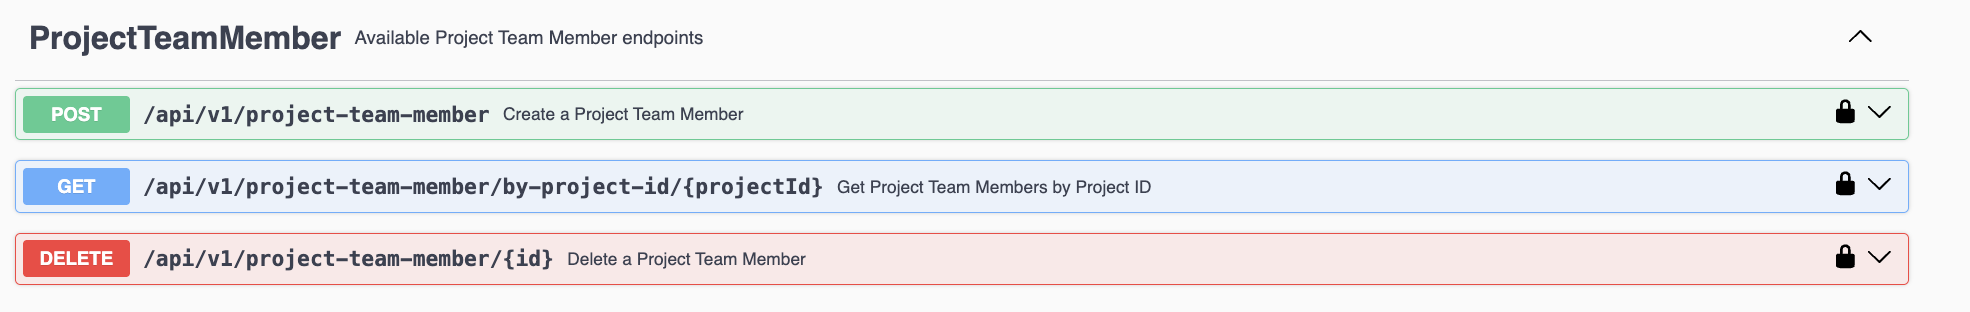 ProjectTeamMember Available Project Team Member endpoints
POST /api/v1/project-team-member Create a Project Team Member
GET /api/v1/project-team-member/by-project-id/{projectId} Get Project Team Members by Project ID
DELETE /api/v1/project-team-member/{id} Delete a Project Team Member